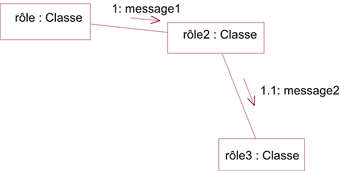 1: message1
rôle : Classe
rôle2 : Classe
1.1: message2
rôle3 : Classe